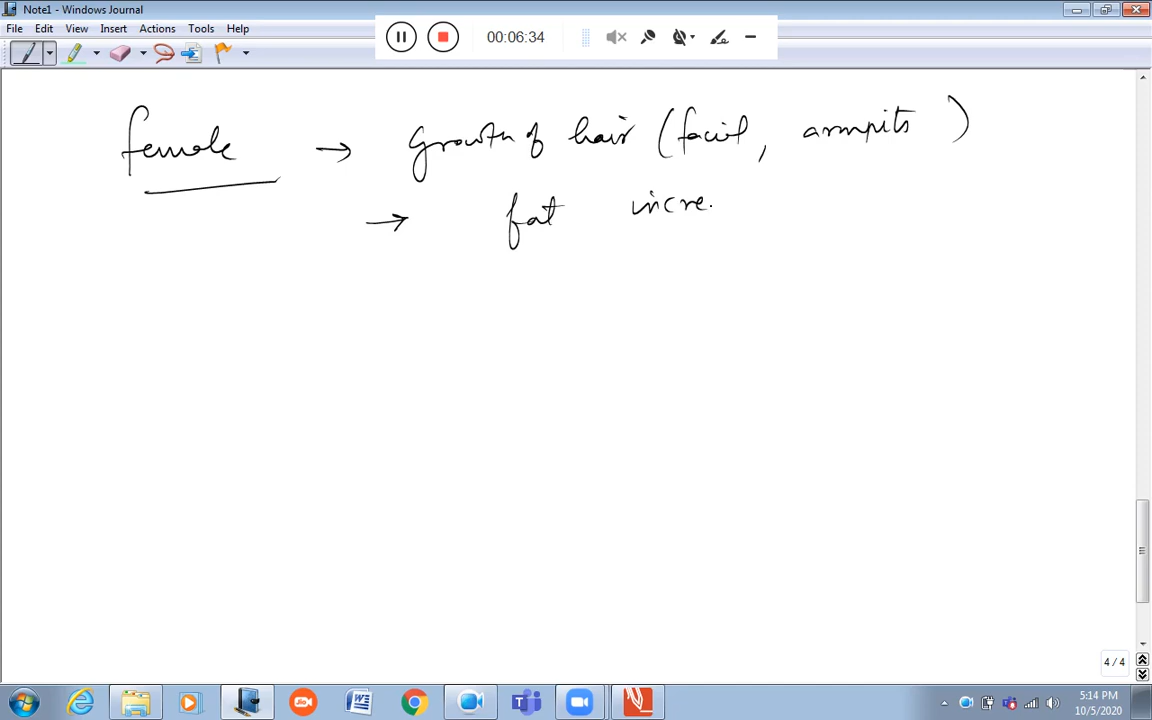 Note1 - Windows Journal
File Edit View Insert Actions Tools Help
00:06:34
female → Growth of hair (facial, armpits )
→ fat incre.
4 / 4
5:14 PM
10/5/2020